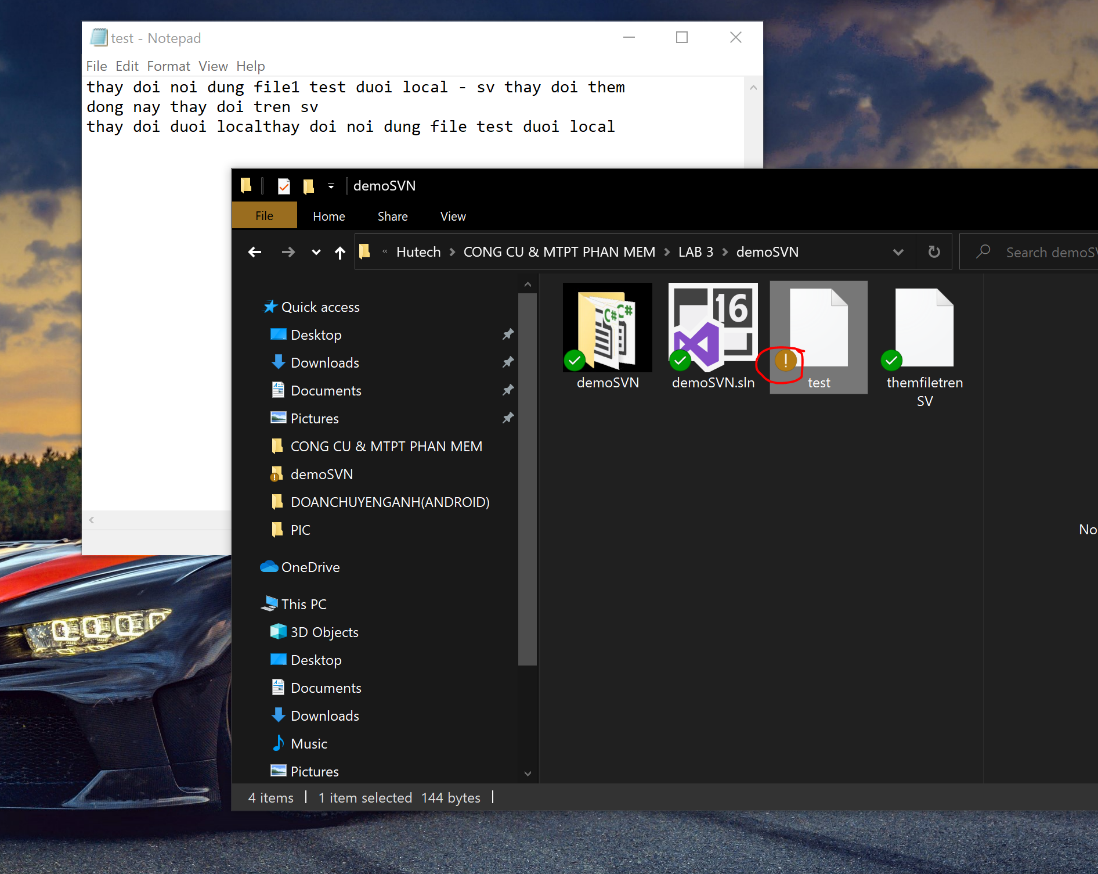 test - Notepad
File Edit Format View Help
thay doi noi dung file1 test duoi local - sv thay doi them
dong nay thay doi tren sv
thay doi duoi localthay doi noi dung file test duoi local
demoSVN
File Home Share View
« Hutech > CONG CU & MTPT PHAN MEM > LAB 3 > demoSVN
Search demoSV
Quick access
Desktop
Downloads
Documents
Pictures
CONG CU & MTPT PHAN MEM
demoSVN
DOANCHUYENGANH(ANDROID)
PIC
OneDrive
This PC
3D Objects
Desktop
Documents
Downloads
Music
Pictures
C# C#
demoSVN
16
demoSVN.sln
!
test
themfiletren
SV
No
4 items 1 item selected 144 bytes